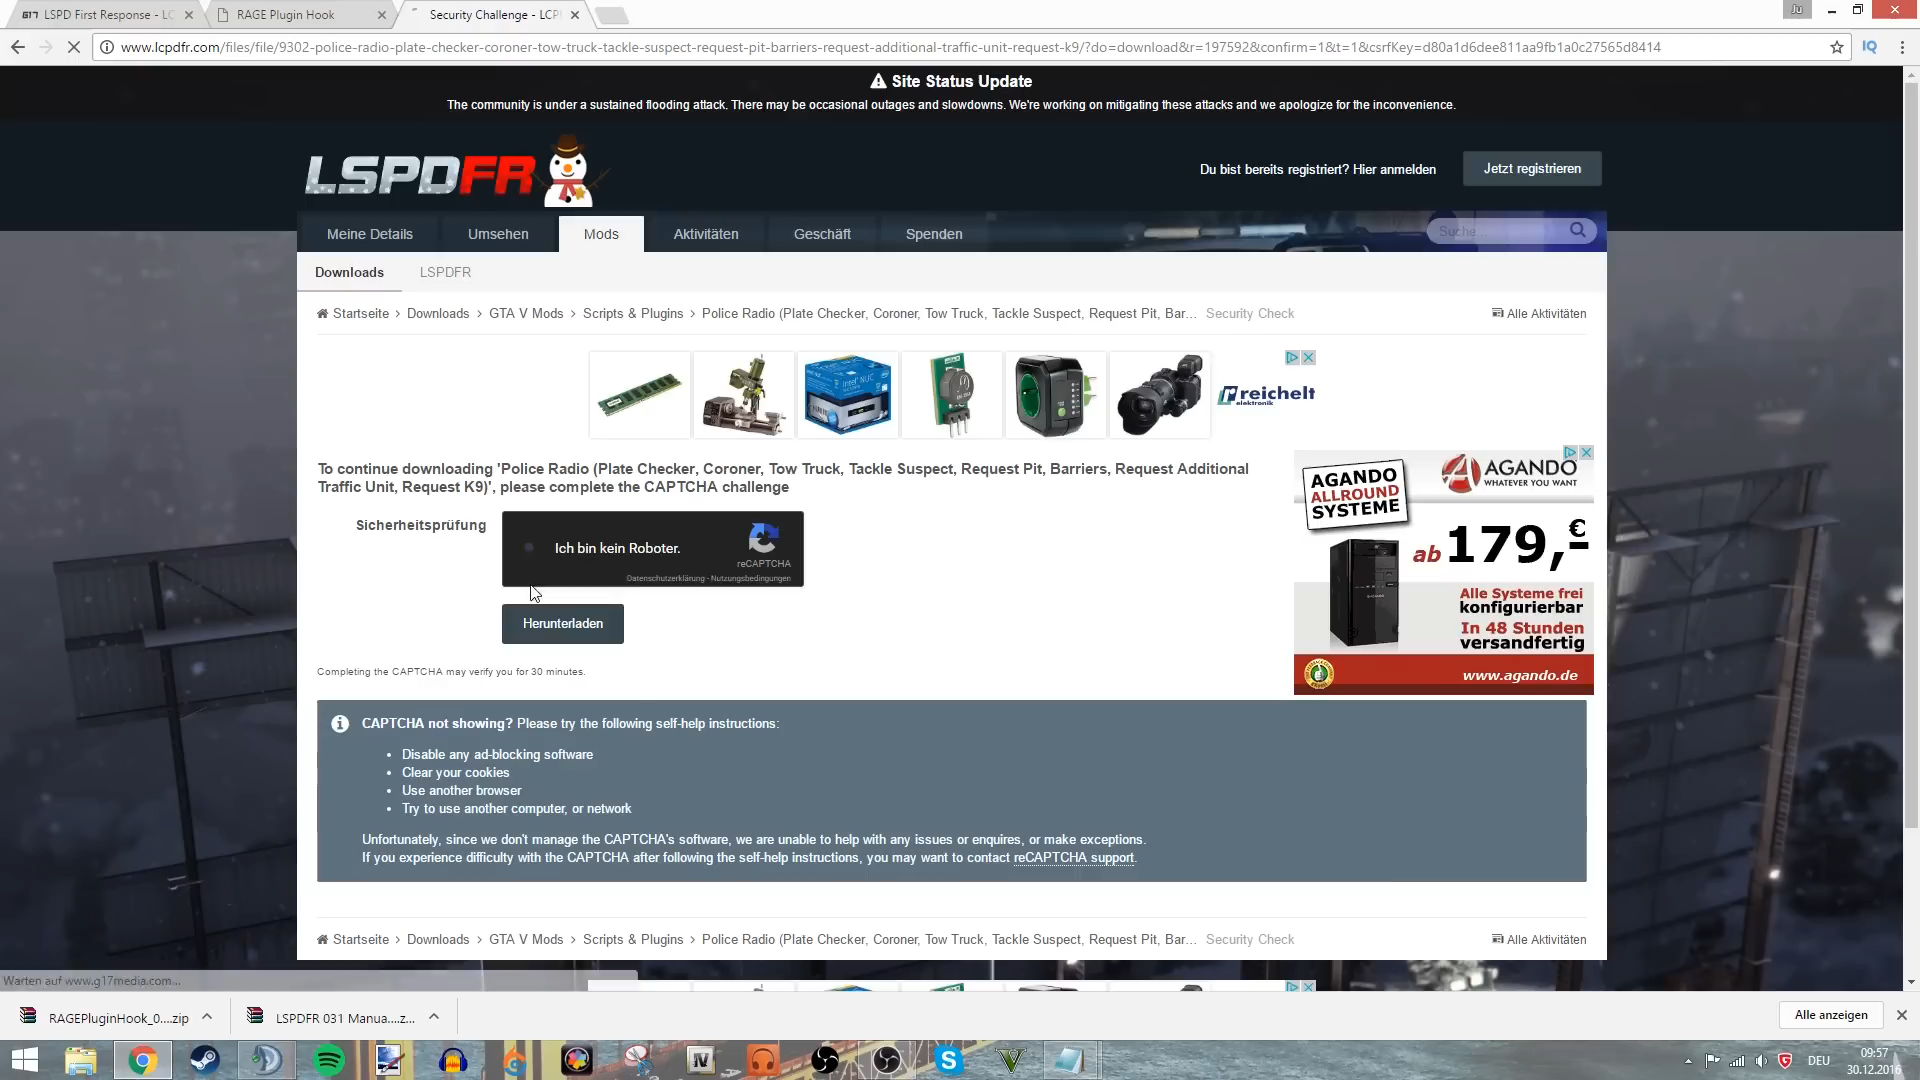 G17 LSPD First Response - LC
RAGE Plugin Hook
Security Challenge - LCP
Ju
www.lcpdfr.com/files/file/9302-police-radio-plate-checker-coroner-tow-truck-tackle-suspect-request-pit-barriers-request-additional-traffic-unit-request-k9/?do=download&r=197592&confirm=1&t=1&csrfKey=d80a1d6dee811aa9fb1a0c27565d8414
IQ
Site Status Update
The community is under a sustained flooding attack. There may be occasional outages and slowdowns. We're working on mitigating these attacks and we apologize for the inconvenience.
LSPDFR
Du bist bereits registriert? Hier anmelden
Jetzt registrieren
Meine Details Umsehen Mods Aktivitäten Geschäft Spenden
Suche...
Downloads LSPDFR
Startseite > Downloads > GTA V Mods > Scripts & Plugins > Police Radio (Plate Checker, Coroner, Tow Truck, Tackle Suspect, Request Pit, Bar... Security Check
Alle Aktivitäten
intel NUC
reichelt
elektronik
To continue downloading 'Police Radio (Plate Checker, Coroner, Tow Truck, Tackle Suspect, Request Pit, Barriers, Request Additional
Traffic Unit, Request K9)', please complete the CAPTCHA challenge
Sicherheitsprüfung
Ich bin kein Roboter.
reCAPTCHA
Datenschutzerklärung - Nutzungsbedingungen
Herunterladen
Completing the CAPTCHA may verify you for 30 minutes.
AGANDO
ALLROUND
SYSTEME
AGANDO
WHATEVER YOU WANT
ab 179,- €
Alle Systeme frei
konfigurierbar
In 48 Stunden
versandfertig
www.agando.de
CAPTCHA not showing? Please try the following self-help instructions:
• Disable any ad-blocking software
• Clear your cookies
• Use another browser
• Try to use another computer, or network
Unfortunately, since we don't manage the CAPTCHA's software, we are unable to help with any issues or enquires, or make exceptions.
If you experience difficulty with the CAPTCHA after following the self-help instructions, you may want to contact reCAPTCHA support.
Startseite > Downloads > GTA V Mods > Scripts & Plugins > Police Radio (Plate Checker, Coroner, Tow Truck, Tackle Suspect, Request Pit, Bar... Security Check
Alle Aktivitäten
Warten auf www.g17media.com...
RAGEPluginHook_0....zip
LSPDFR 031 Manua....z...
Alle anzeigen
IV
S
V
DEU
09:57
30.12.2016